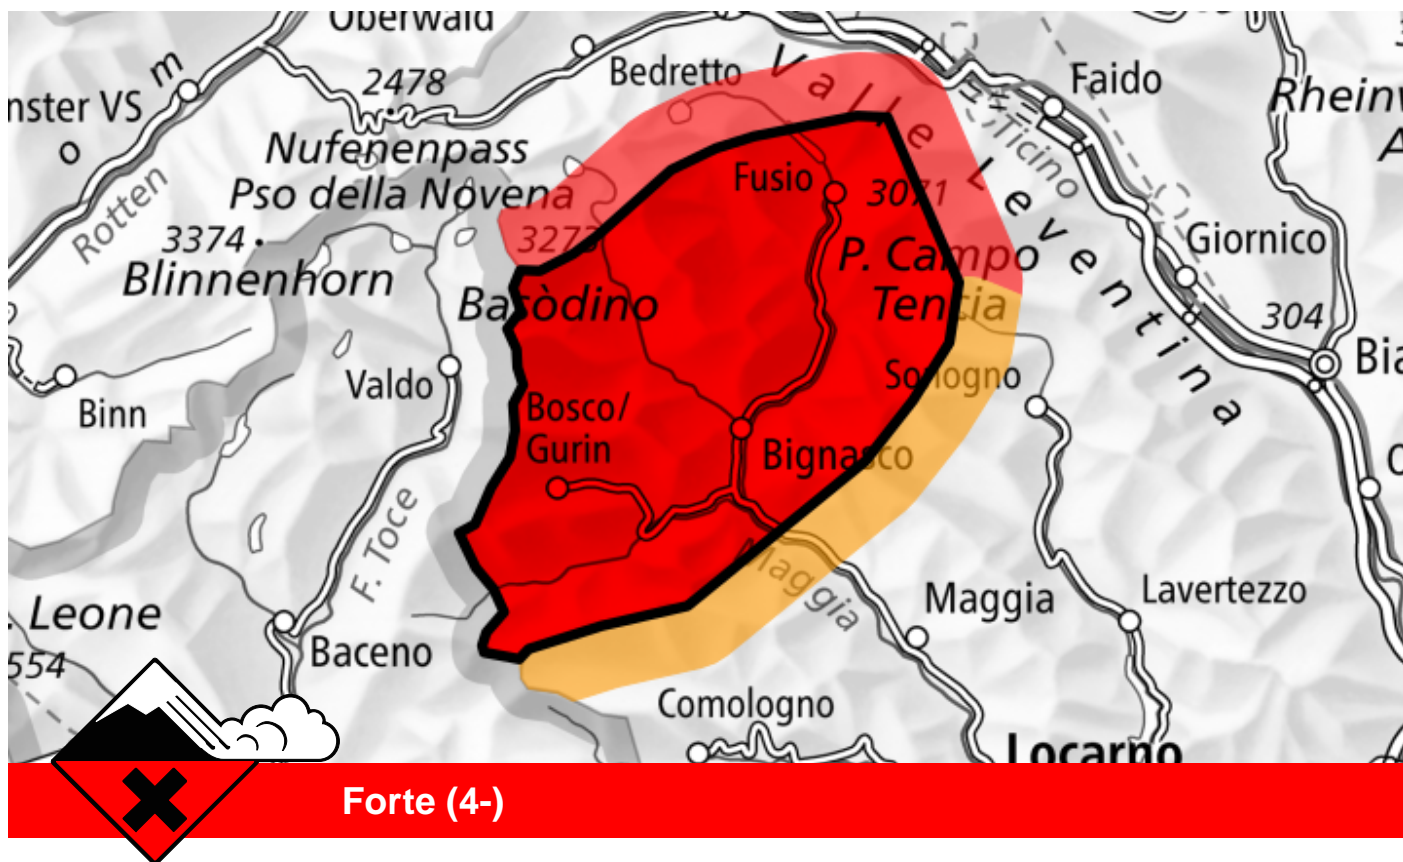 Oberwald
m
2478
Bedretto
Valle Leventina
Faido
nster VS
Rhein
o
A
Nufenenpass
Pso della Novena
Fusio
3071
Ticino
Rotten
3374
3273
Giornico
Blinnenhorn
P. Campo
Tencia
Basòdino
304
Valdo
Sonogno
Bia
Binn
Bosco/
Gurin
Bignasco
F. Toce
Maggia
. Leone
554
Baceno
Maggia
Lavertezzo
Comologno
Locarno
Forte (4-)